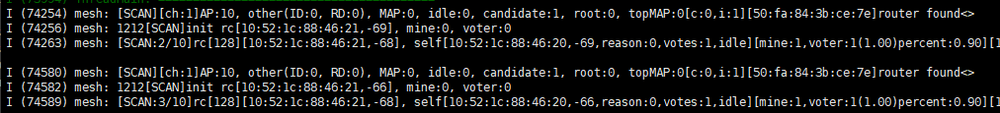 I (74254) mesh: [SCAN][ch:1]AP:10, other(ID:0, RD:0), MAP:0, idle:0, candidate:1, root:0, topMAP:0[c:0,i:1][50:fa:84:3b:ce:7e]router found<>
I (74256) mesh: 1212[SCAN]init rc[10:52:1c:88:46:21,-69], mine:0, voter:0
I (74263) mesh: [SCAN:2/10]rc[128][10:52:1c:88:46:21,-69], self[10:52:1c:88:46:20,-69,reason:0,votes:1,idle][mine:1,voter:1(1.00)percent:0.90][1
I (74580) mesh: [SCAN][ch:1]AP:10, other(ID:0, RD:0), MAP:0, idle:0, candidate:1, root:0, topMAP:0[c:0,i:1][50:fa:84:3b:ce:7e]router found<>
I (74582) mesh: 1212[SCAN]init rc[10:52:1c:88:46:21,-66], mine:0, voter:0
I (74589) mesh: [SCAN:3/10]rc[128][10:52:1c:88:46:21,-68], self[10:52:1c:88:46:20,-66,reason:0,votes:1,idle][mine:1,voter:1(1.00)percent:0.90][1